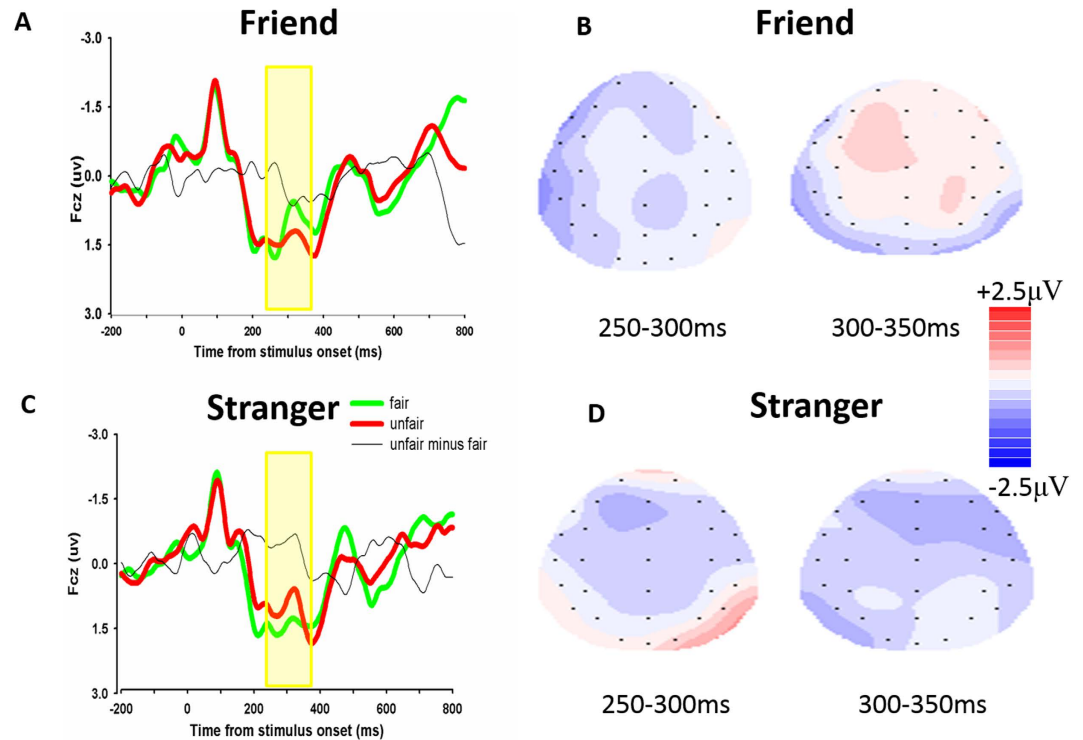 A
Friend
-3.0
-1.5
0.0
1.5
3.0
Fcz (uv)
-200 0 200 400 600 800
Time from stimulus onset (ms)
B
Friend
250-300ms
300-350ms
+2.5μV
-2.5μV
C
Stranger
fair
unfair
unfair minus fair
-3.0
-1.5
0.0
1.5
3.0
Fcz (uv)
-200 0 200 400 600 800
Time from stimulus onset (ms)
D
Stranger
250-300ms
300-350ms